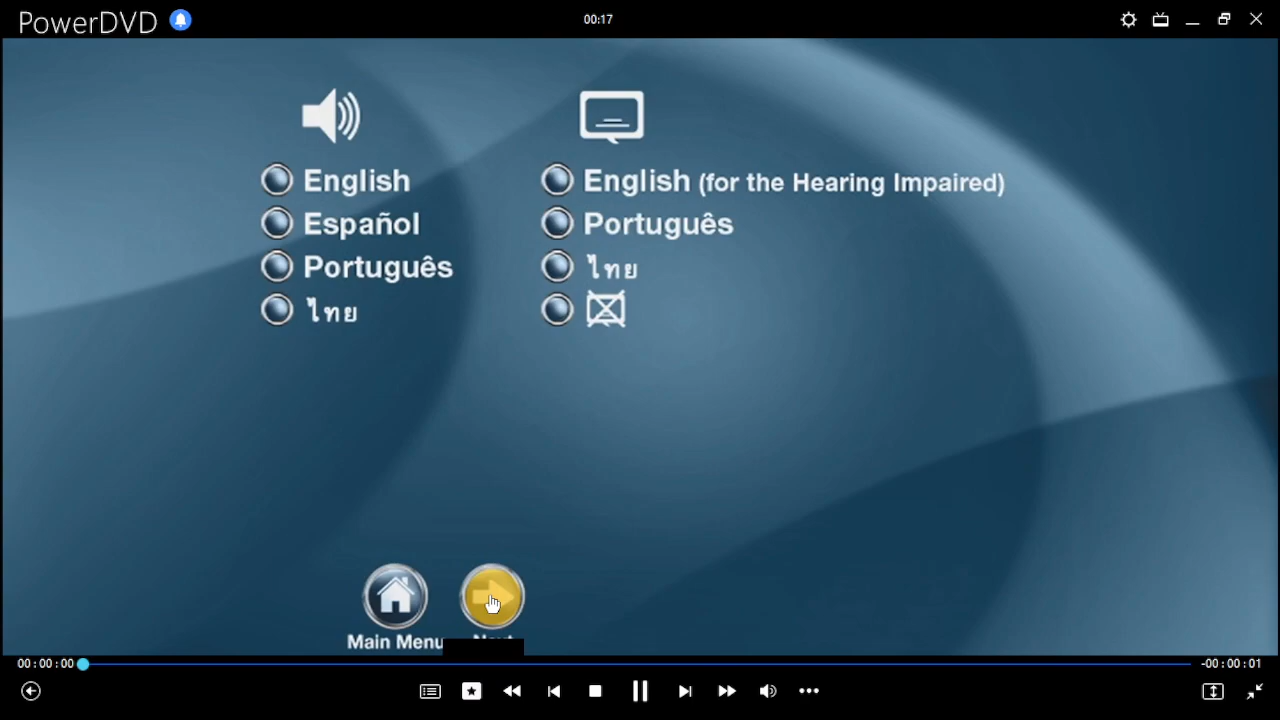 PowerDVD
00:17
English
Español
Português
ไทย
English (for the Hearing Impaired)
Português
ไทย
Main Menu
00:00:00
-00:00:01